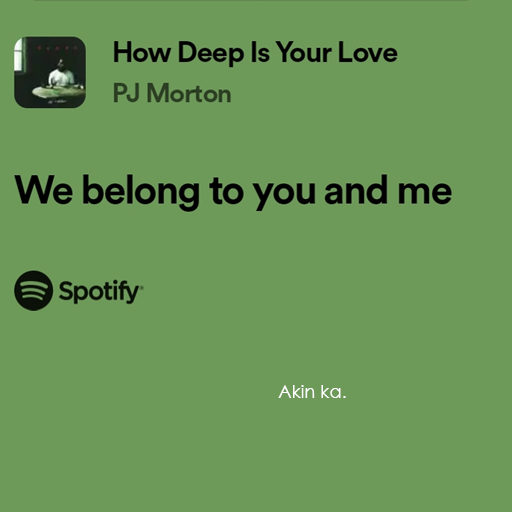 How Deep Is Your Love
PJ Morton
We belong to you and me
Spotify
Akin ka.